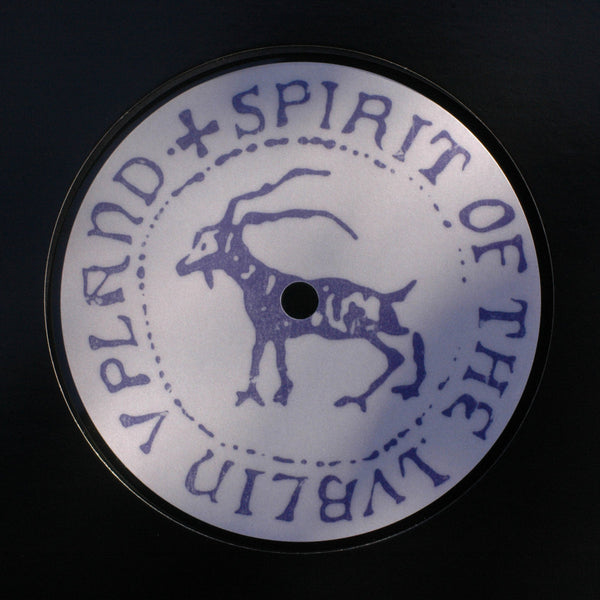 + SPIRIT OF THE LVBLIN VPLAND